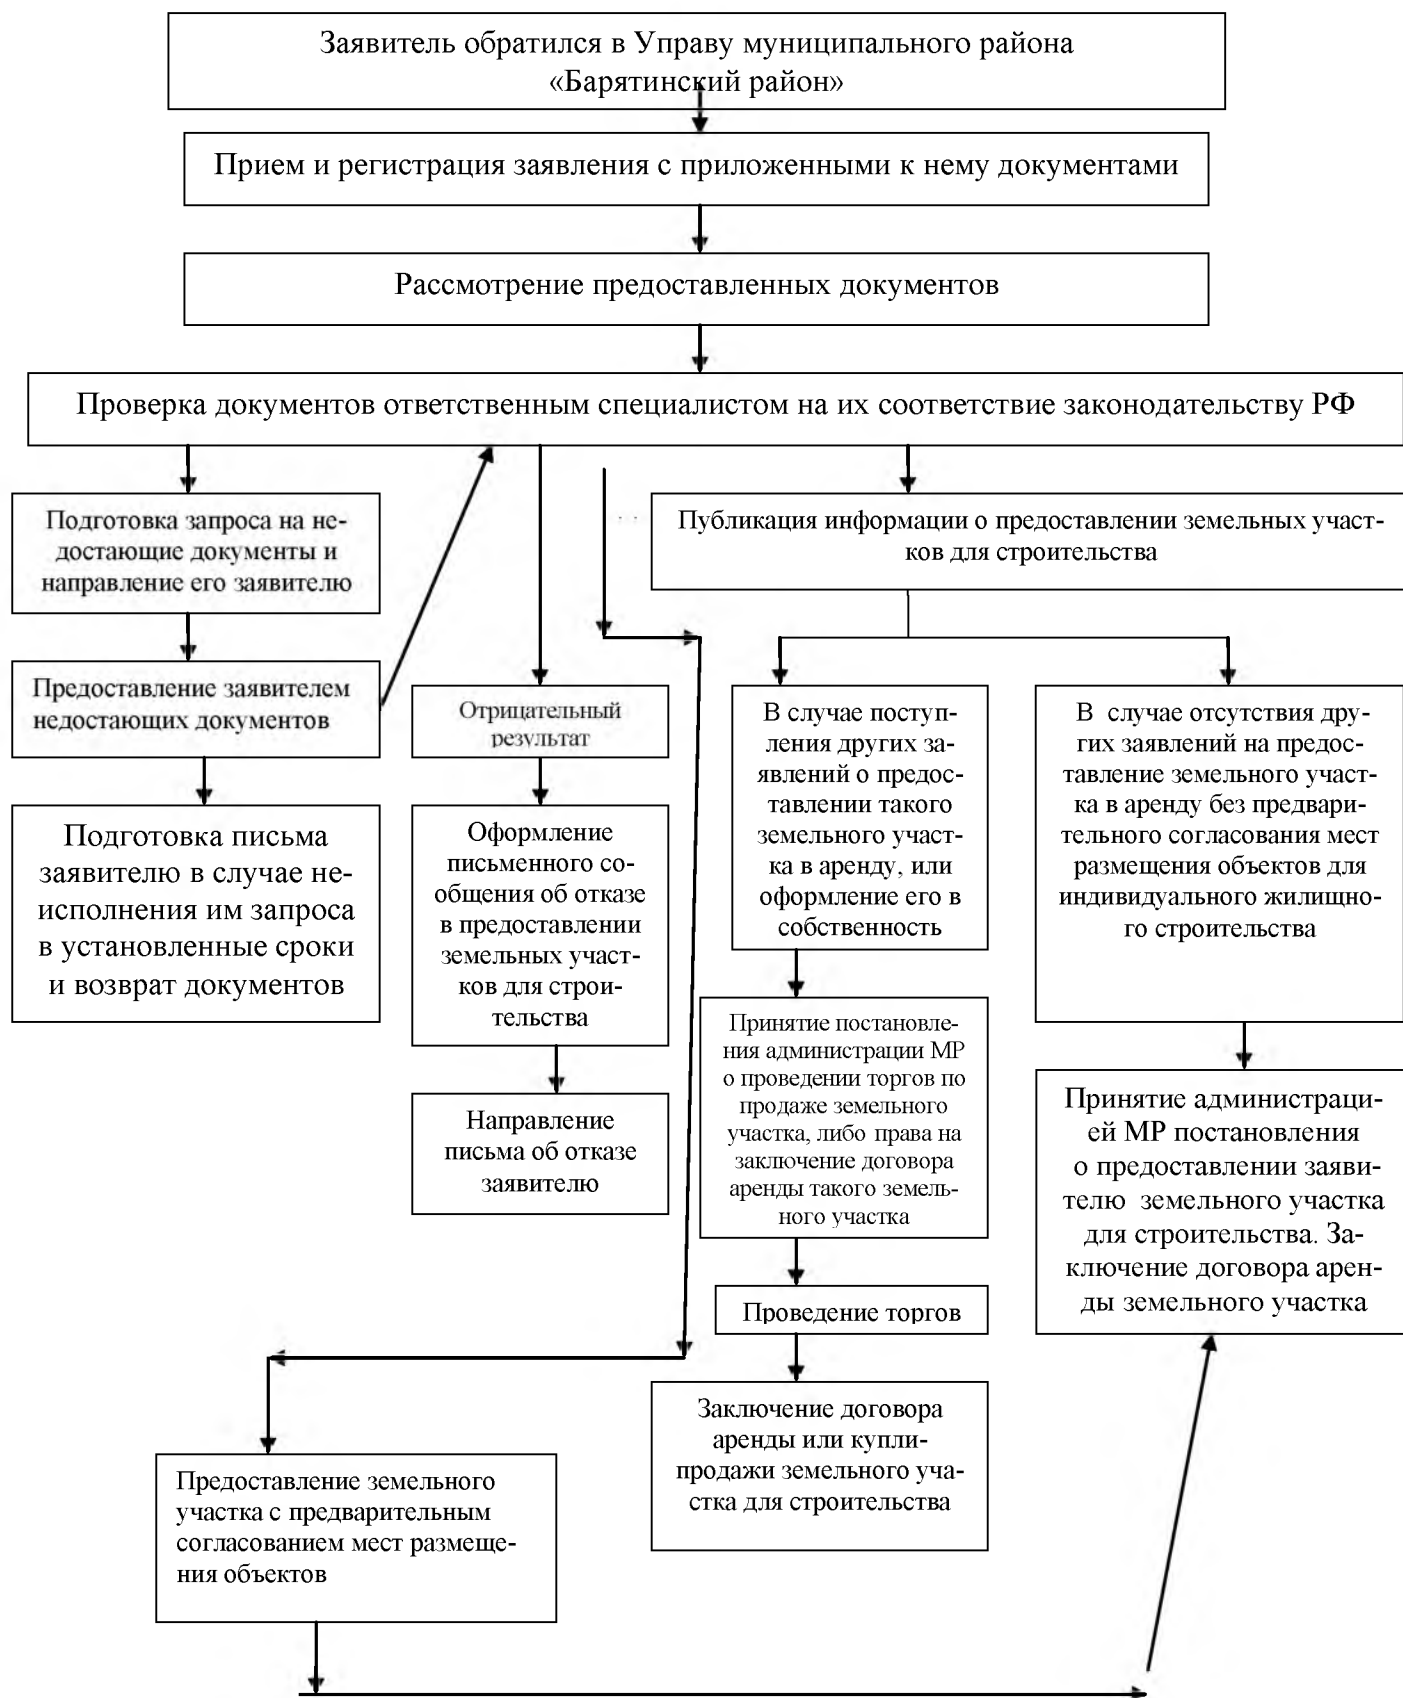 Заявитель обратился в Управу муниципального района
«Барятинский район»
Прием и регистрация заявления с приложенными к нему документами
Рассмотрение предоставленных документов
Проверка документов ответственным специалистом на их соответствие законодательству РФ
Подготовка запроса на не-
достающие документы и
направление его заявителю
Публикация информации о предоставлении земельных участ-
ков для строительства
Предоставление заявителем
недостающих документов
Отрицательный
результат
В случае поступ-
ления других за-
явлений о предос-
тавлении такого
земельного участ-
ка в аренду, или
оформление его в
собственность
В случае отсутствия дру-
гих заявлений на предос-
тавление земельного участ-
ка в аренду без предвари-
тельного согласования мест
размещения объектов для
индивидуального жилищно-
го строительства
Подготовка письма
заявителю в случае не-
исполнения им запроса
в установленные сроки
и возврат документов
Оформление
письменного со-
общения об отказе
в предоставлении
земельных участ-
ков для строи-
тельства
Принятие постановле-
ния администрации МР
о проведении торгов по
продаже земельного
участка, либо права на
заключение договора
аренды такого земель-
ного участка
Принятие администраци-
ей МР постановления
о предоставлении заяви-
телю земельного участка
для строительства. За-
ключение договора арен-
ды земельного участка
Направление
письма об отказе
заявителю
Проведение торгов
Заключение договора
аренды или купли-
продажи земельного уча-
стка для строительства
Предоставление земельного
участка с предварительным
согласованием мест размеще-
ния объектов